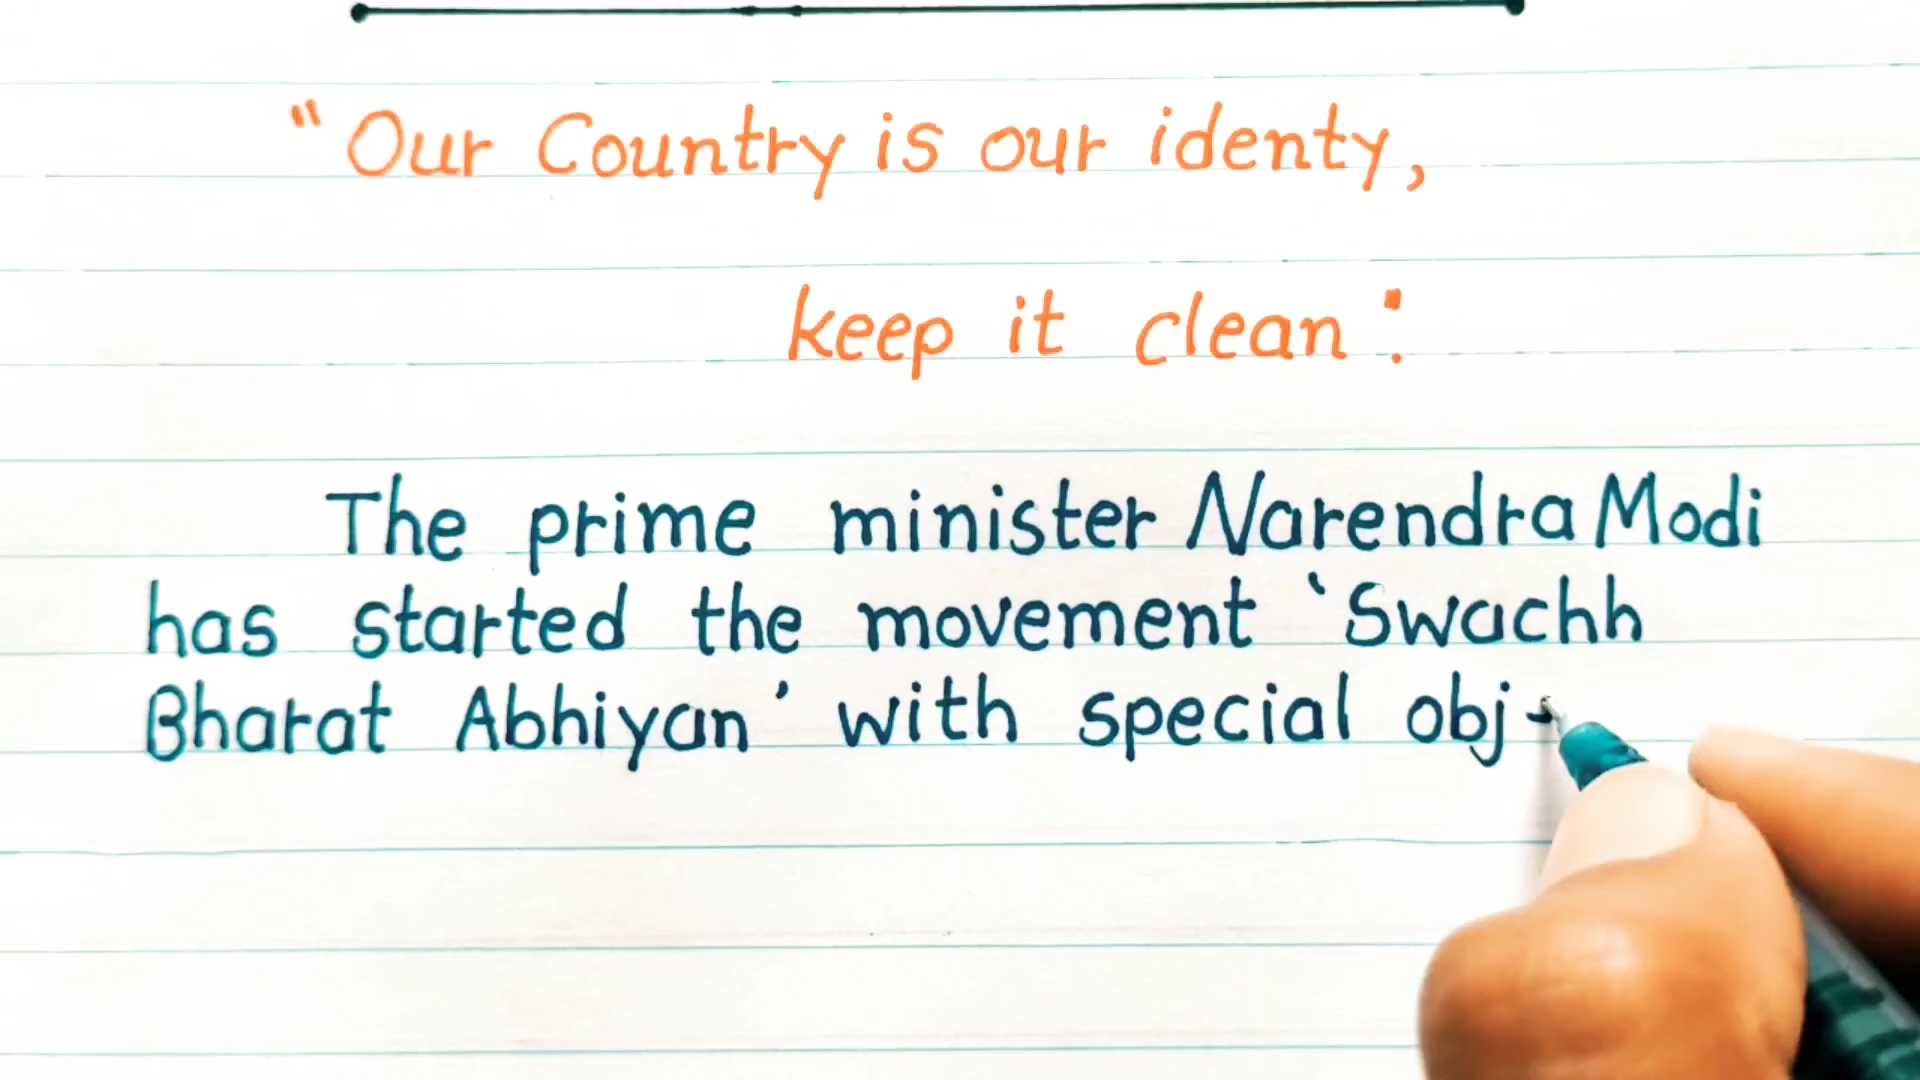 "Our Country is our identy,
keep it clean."
The prime minister Narendra Modi
has started the movement 'Swachh
Bharat Abhiyan' with special obj-